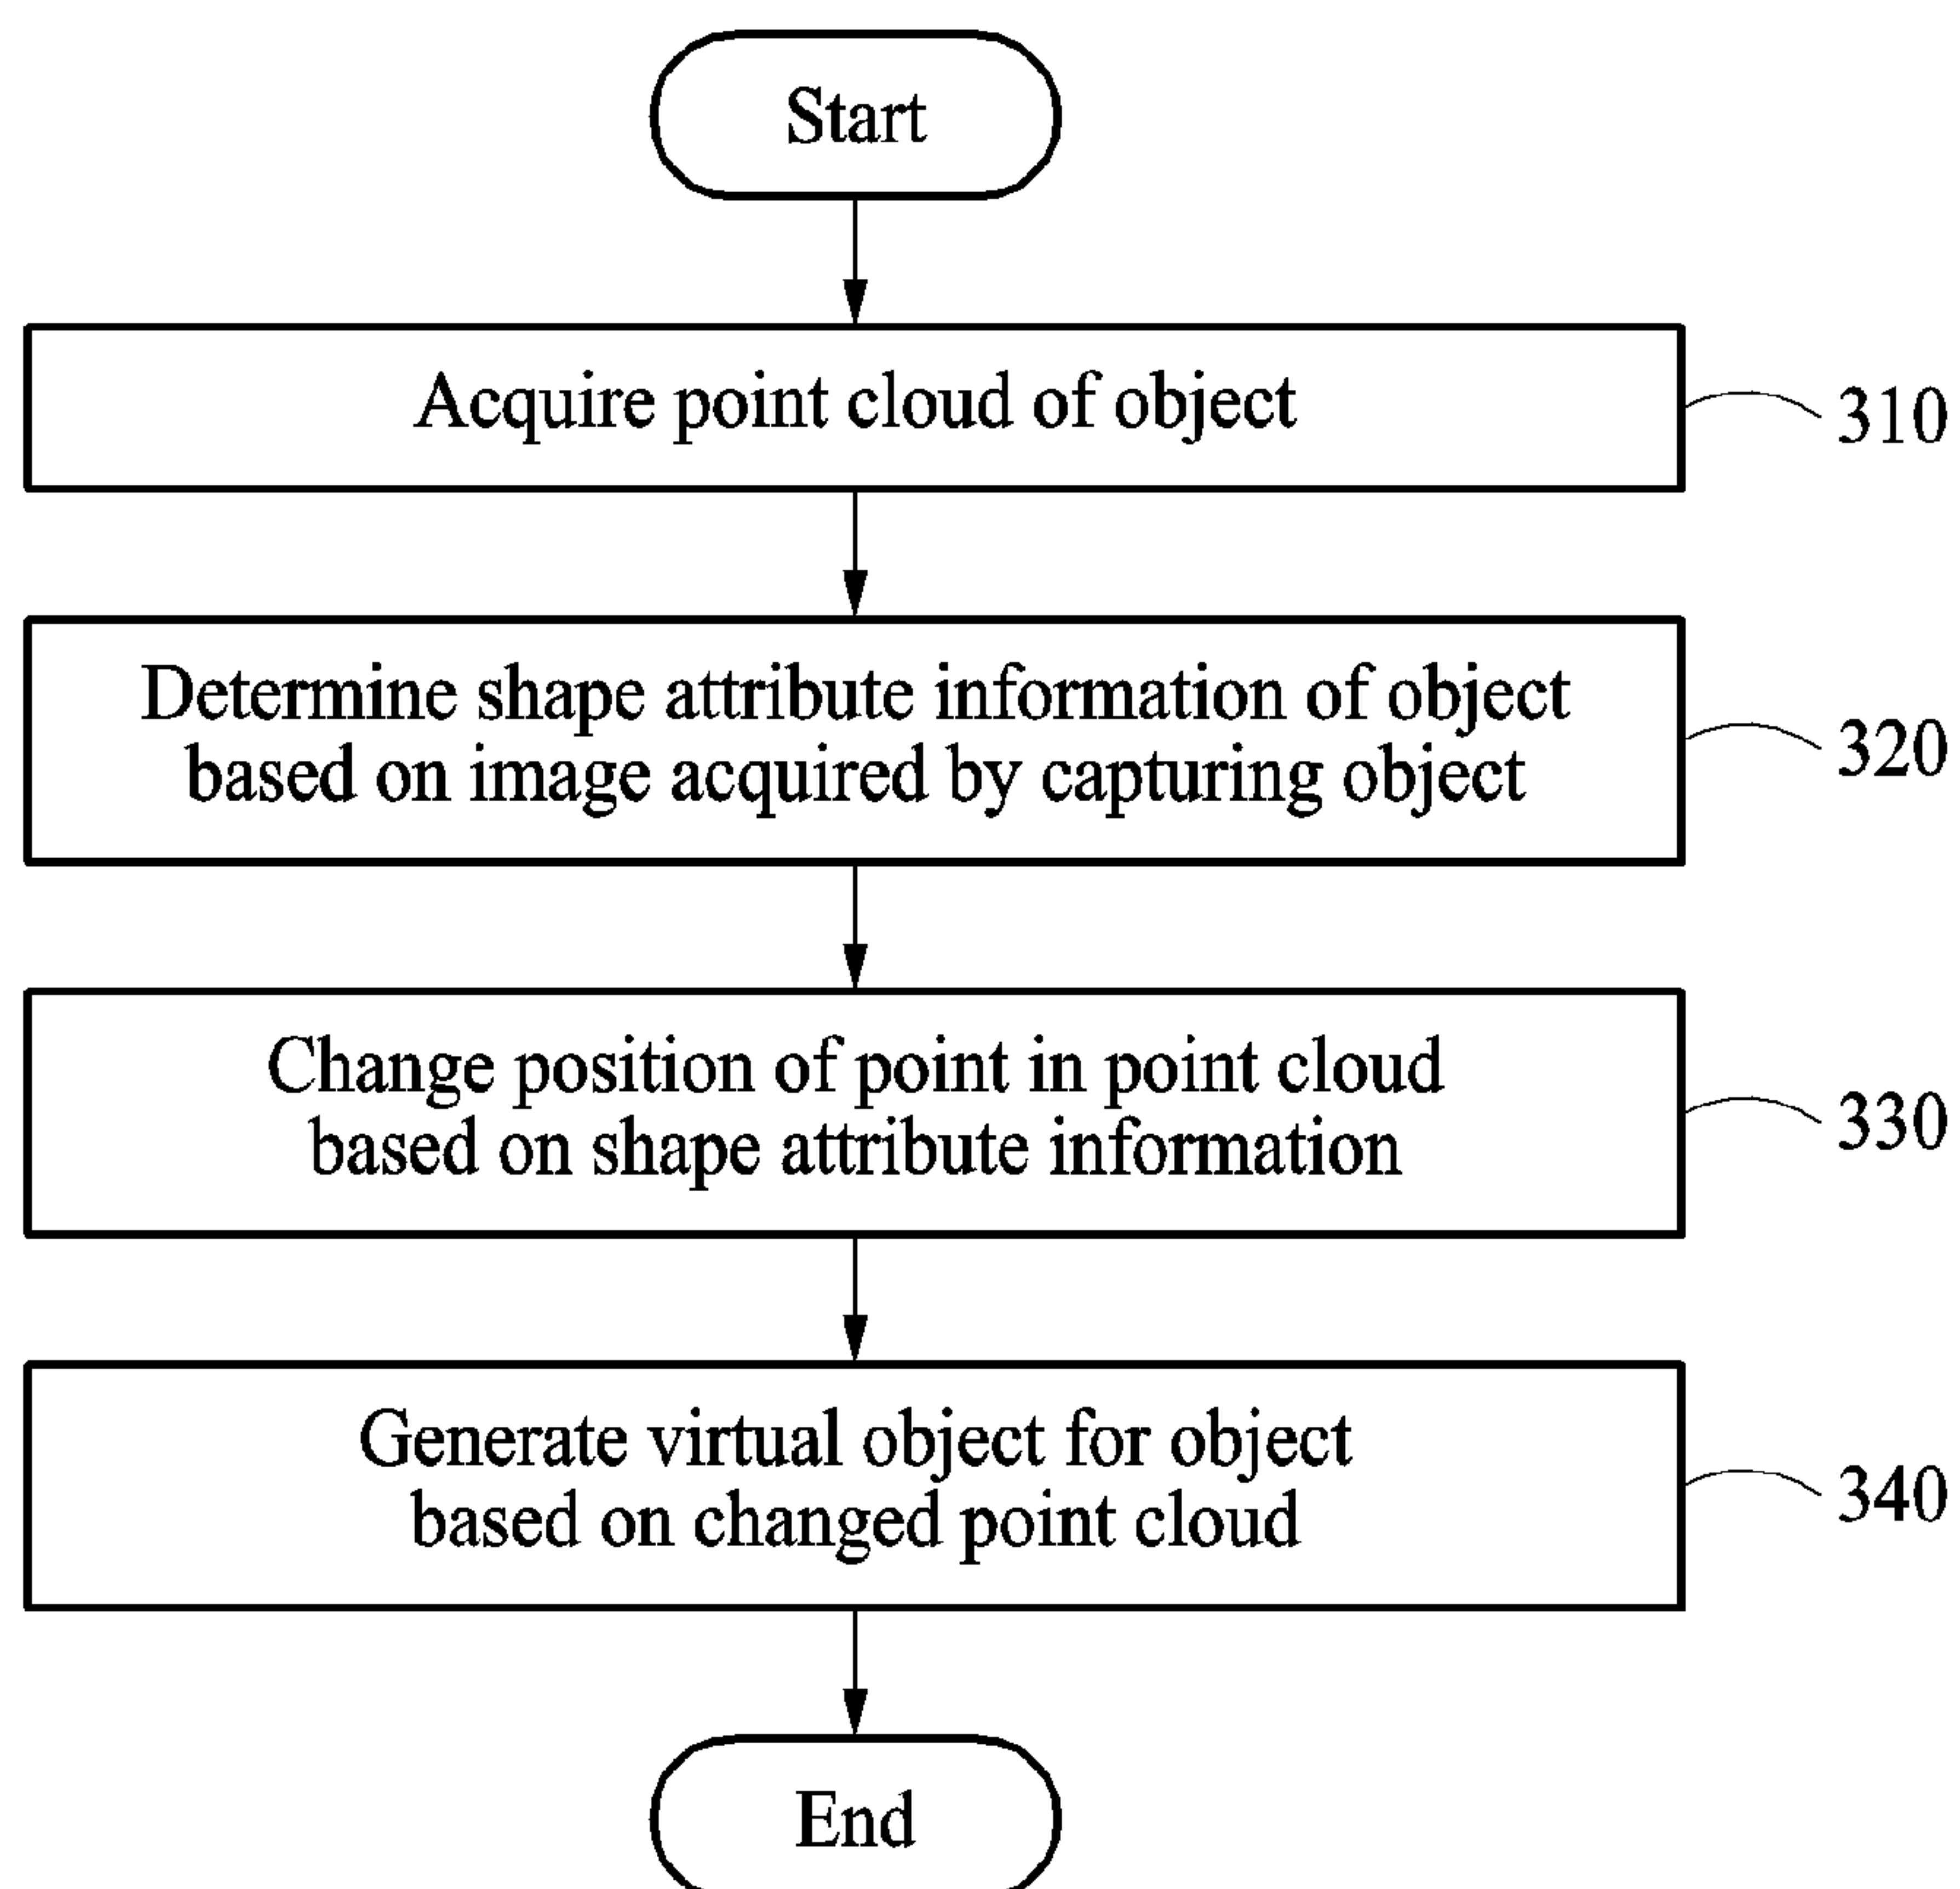 Start
Acquire point cloud of object
310
Determine shape attribute information of object
based on image acquired by capturing object
320
Change position of point in point cloud
based on shape attribute information
330
Generate virtual object for object
based on changed point cloud
340
End